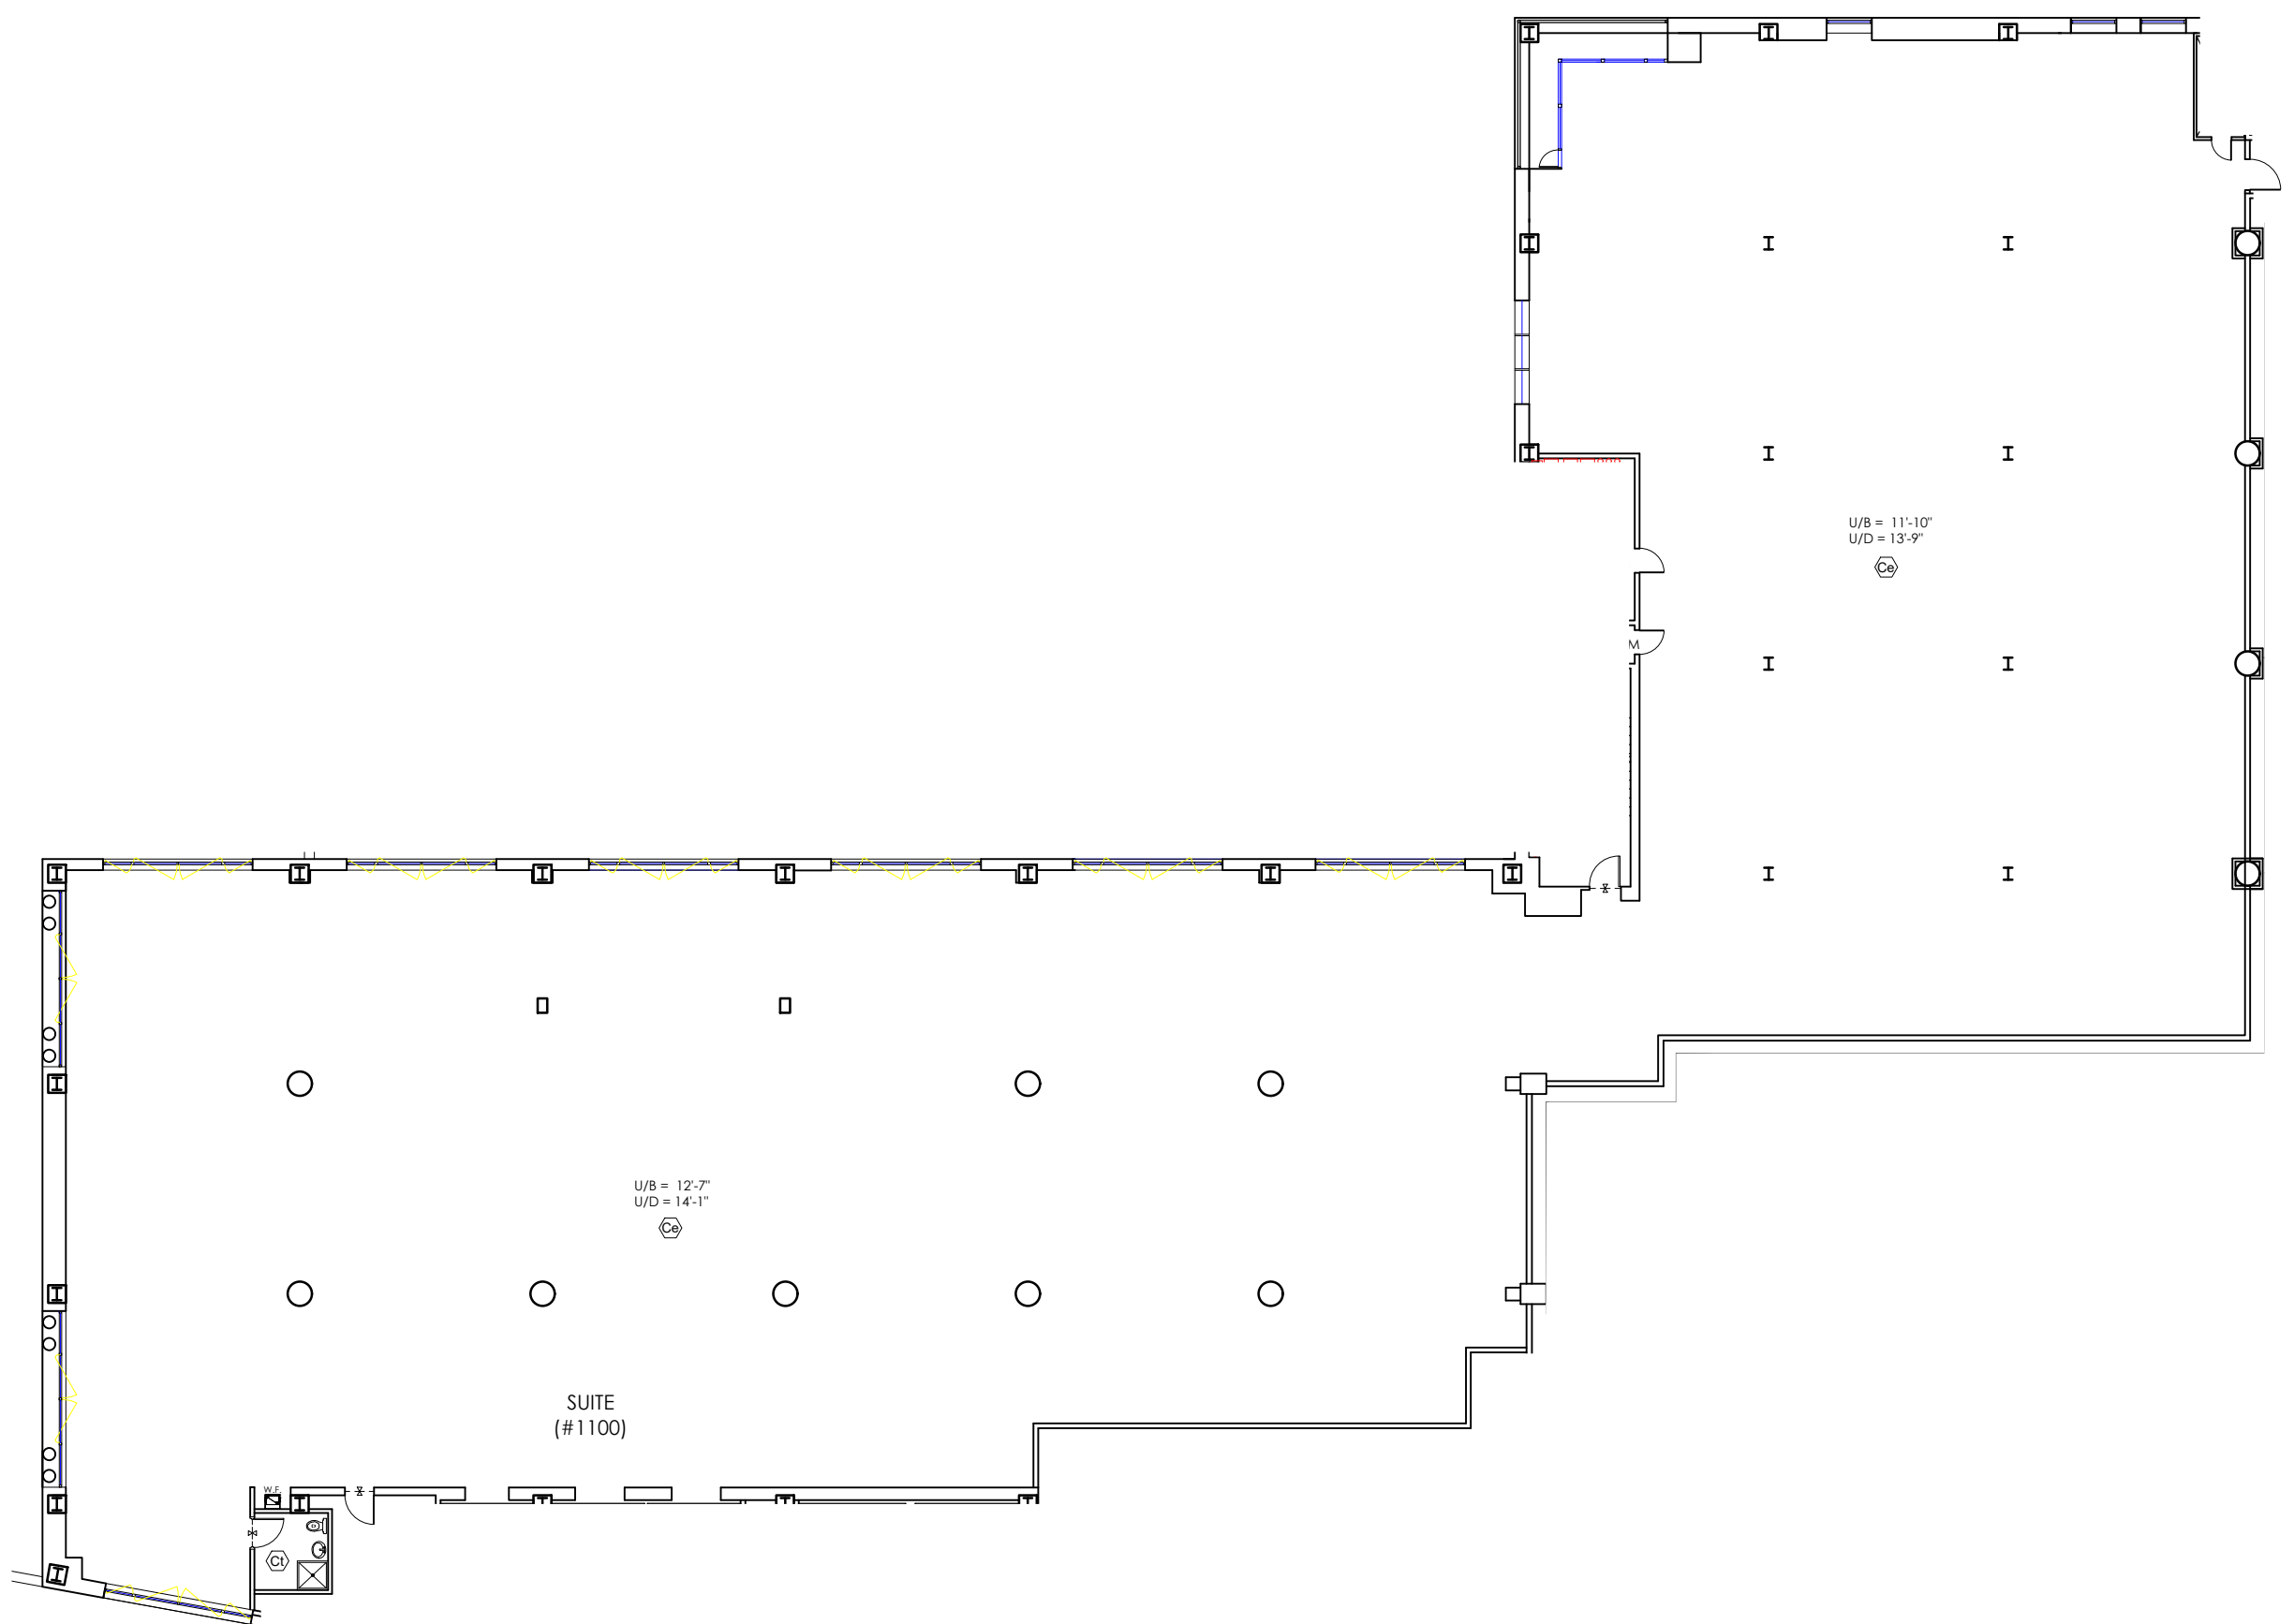 U/B = 11'-10"
U/D = 13'-9"
Ce
M
U/B = 12'-7"
U/D = 14'-1"
Ce
SUITE
(#1100)
W.F.
Ct